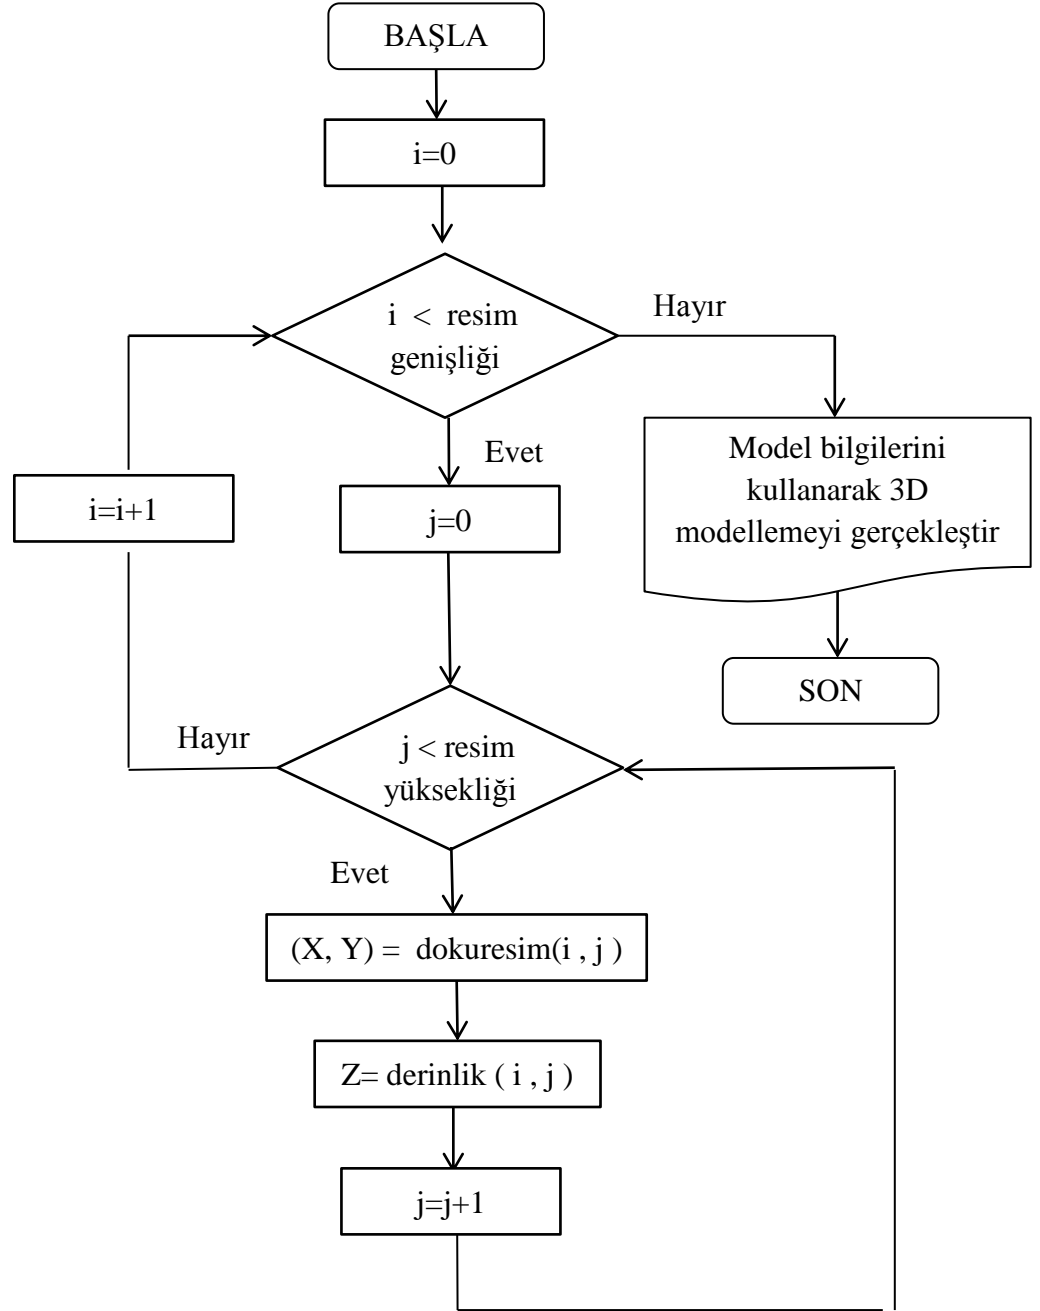 BAŞLA
i=0
i < resim
genişliği
Hayır
Evet
Model bilgilerini
kullanarak 3D
modellemeyi gerçekleştir
i=i+1
j=0
SON
Hayır
j < resim
yüksekliği
Evet
(X, Y) = dokuresim(i , j )
Z= derinlik ( i , j )
j=j+1